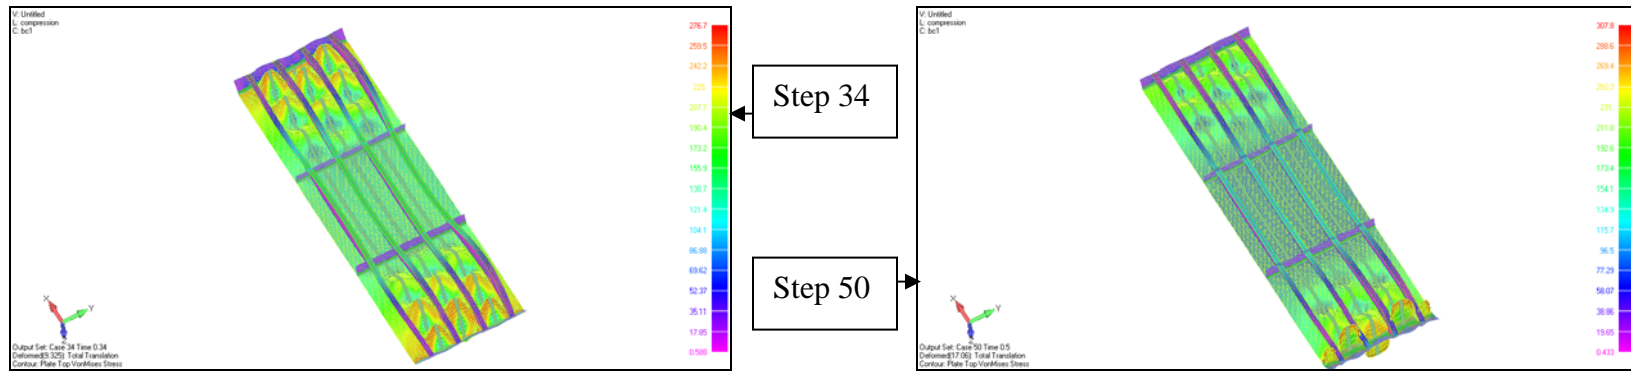 V: Untitled
L: compression
C: bc1
276.7
259.5
242.2
225.
207.7
190.4
173.2
155.9
138.7
121.4
104.1
86.88
69.62
52.37
35.11
17.85
0.588
X
Y
Z
Output Set: Case 34 Time 0.34
Deformed(9.325): Total Translation
Contour: Plate Top VonMises Stress
Step 34
Step 50
V: Untitled
L: compression
C: bc1
307.8
288.6
269.4
250.2
231.
211.8
192.6
173.4
154.1
134.9
115.7
96.5
77.29
58.07
38.86
19.65
0.433
X
Y
Z
Output Set: Case 50 Time 0.5
Deformed(17.06): Total Translation
Contour: Plate Top VonMises Stress